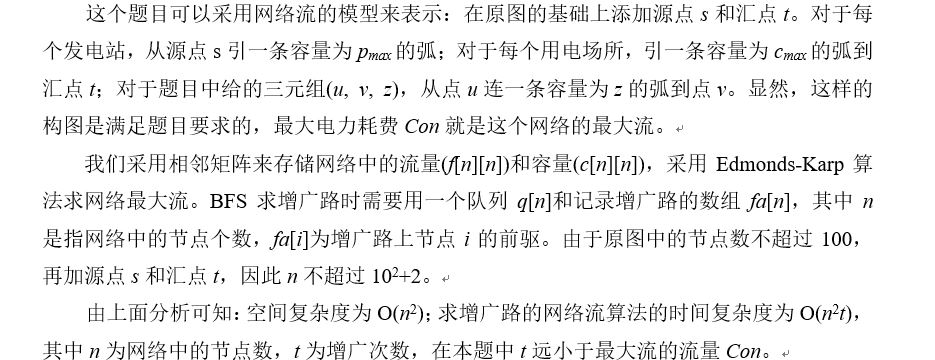 这个题目可以采用网络流的模型来表示：在原图的基础上添加源点 s 和汇点 t。对于每
个发电站，从源点 s 引一条容量为 pmax 的弧；对于每个用电场所，引一条容量为 cmax 的弧到
汇点 t；对于题目中给的三元组(u, v, z)，从点 u 连一条容量为 z 的弧到点 v。显然，这样的
构图是满足题目要求的，最大电力耗费 Con 就是这个网络的最大流。↵
我们采用相邻矩阵来存储网络中的流量(f[n][n])和容量(c[n][n])，采用 Edmonds-Karp 算
法求网络最大流。BFS 求增广路时需要用一个队列 q[n]和记录增广路的数组 fa[n]，其中 n
是指网络中的节点个数，fa[i]为增广路上节点 i 的前驱。由于原图中的节点数不超过 100，
再加源点 s 和汇点 t，因此 n 不超过 10²+2。↵
由上面分析可知：空间复杂度为 O(n²)；求增广路的网络流算法的时间复杂度为 O(n²t)，
其中 n 为网络中的节点数，t 为增广次数，在本题中 t 远小于最大流的流量 Con。↵